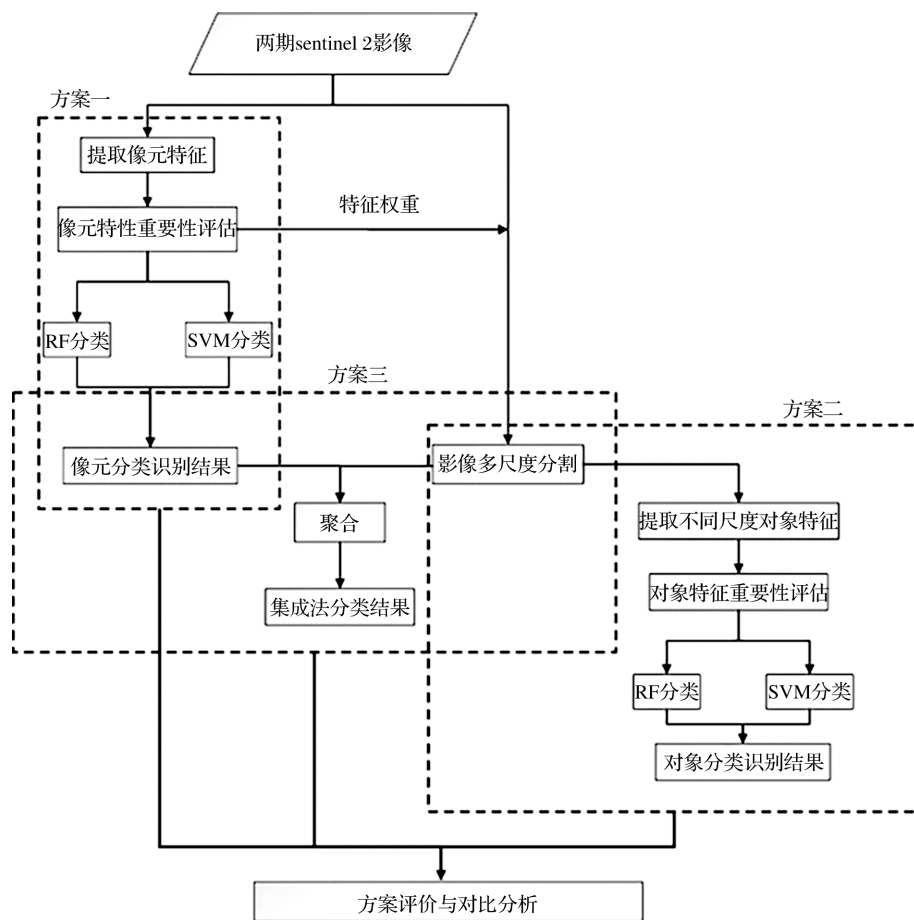 两期sentinel 2影像
方案一
提取像元特征
像元特性重要性评估
特征权重
RF分类
SVM分类
方案三
方案二
像元分类识别结果
影像多尺度分割
聚合
提取不同尺度对象特征
集成法分类结果
对象特征重要性评估
RF分类
SVM分类
对象分类识别结果
方案评价与对比分析